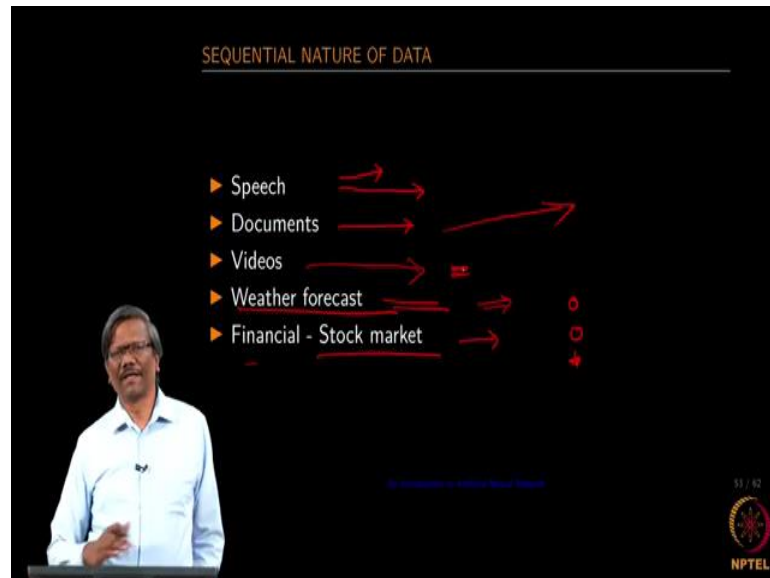 SEQUENTIAL NATURE OF DATA
Speech
Documents
Videos
Weather forecast
Financial - Stock market
53 / 62
NPTEL